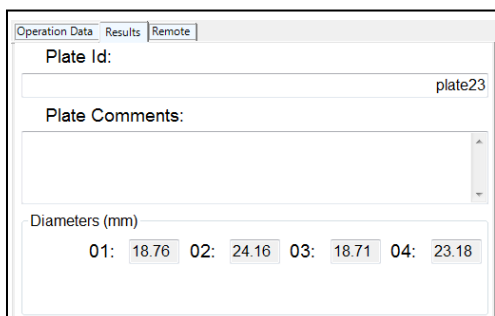 Operation Data Results Remote
Plate Id:
plate23
Plate Comments:
Diameters (mm)
01: 18.76 02: 24.16 03: 18.71 04: 23.18